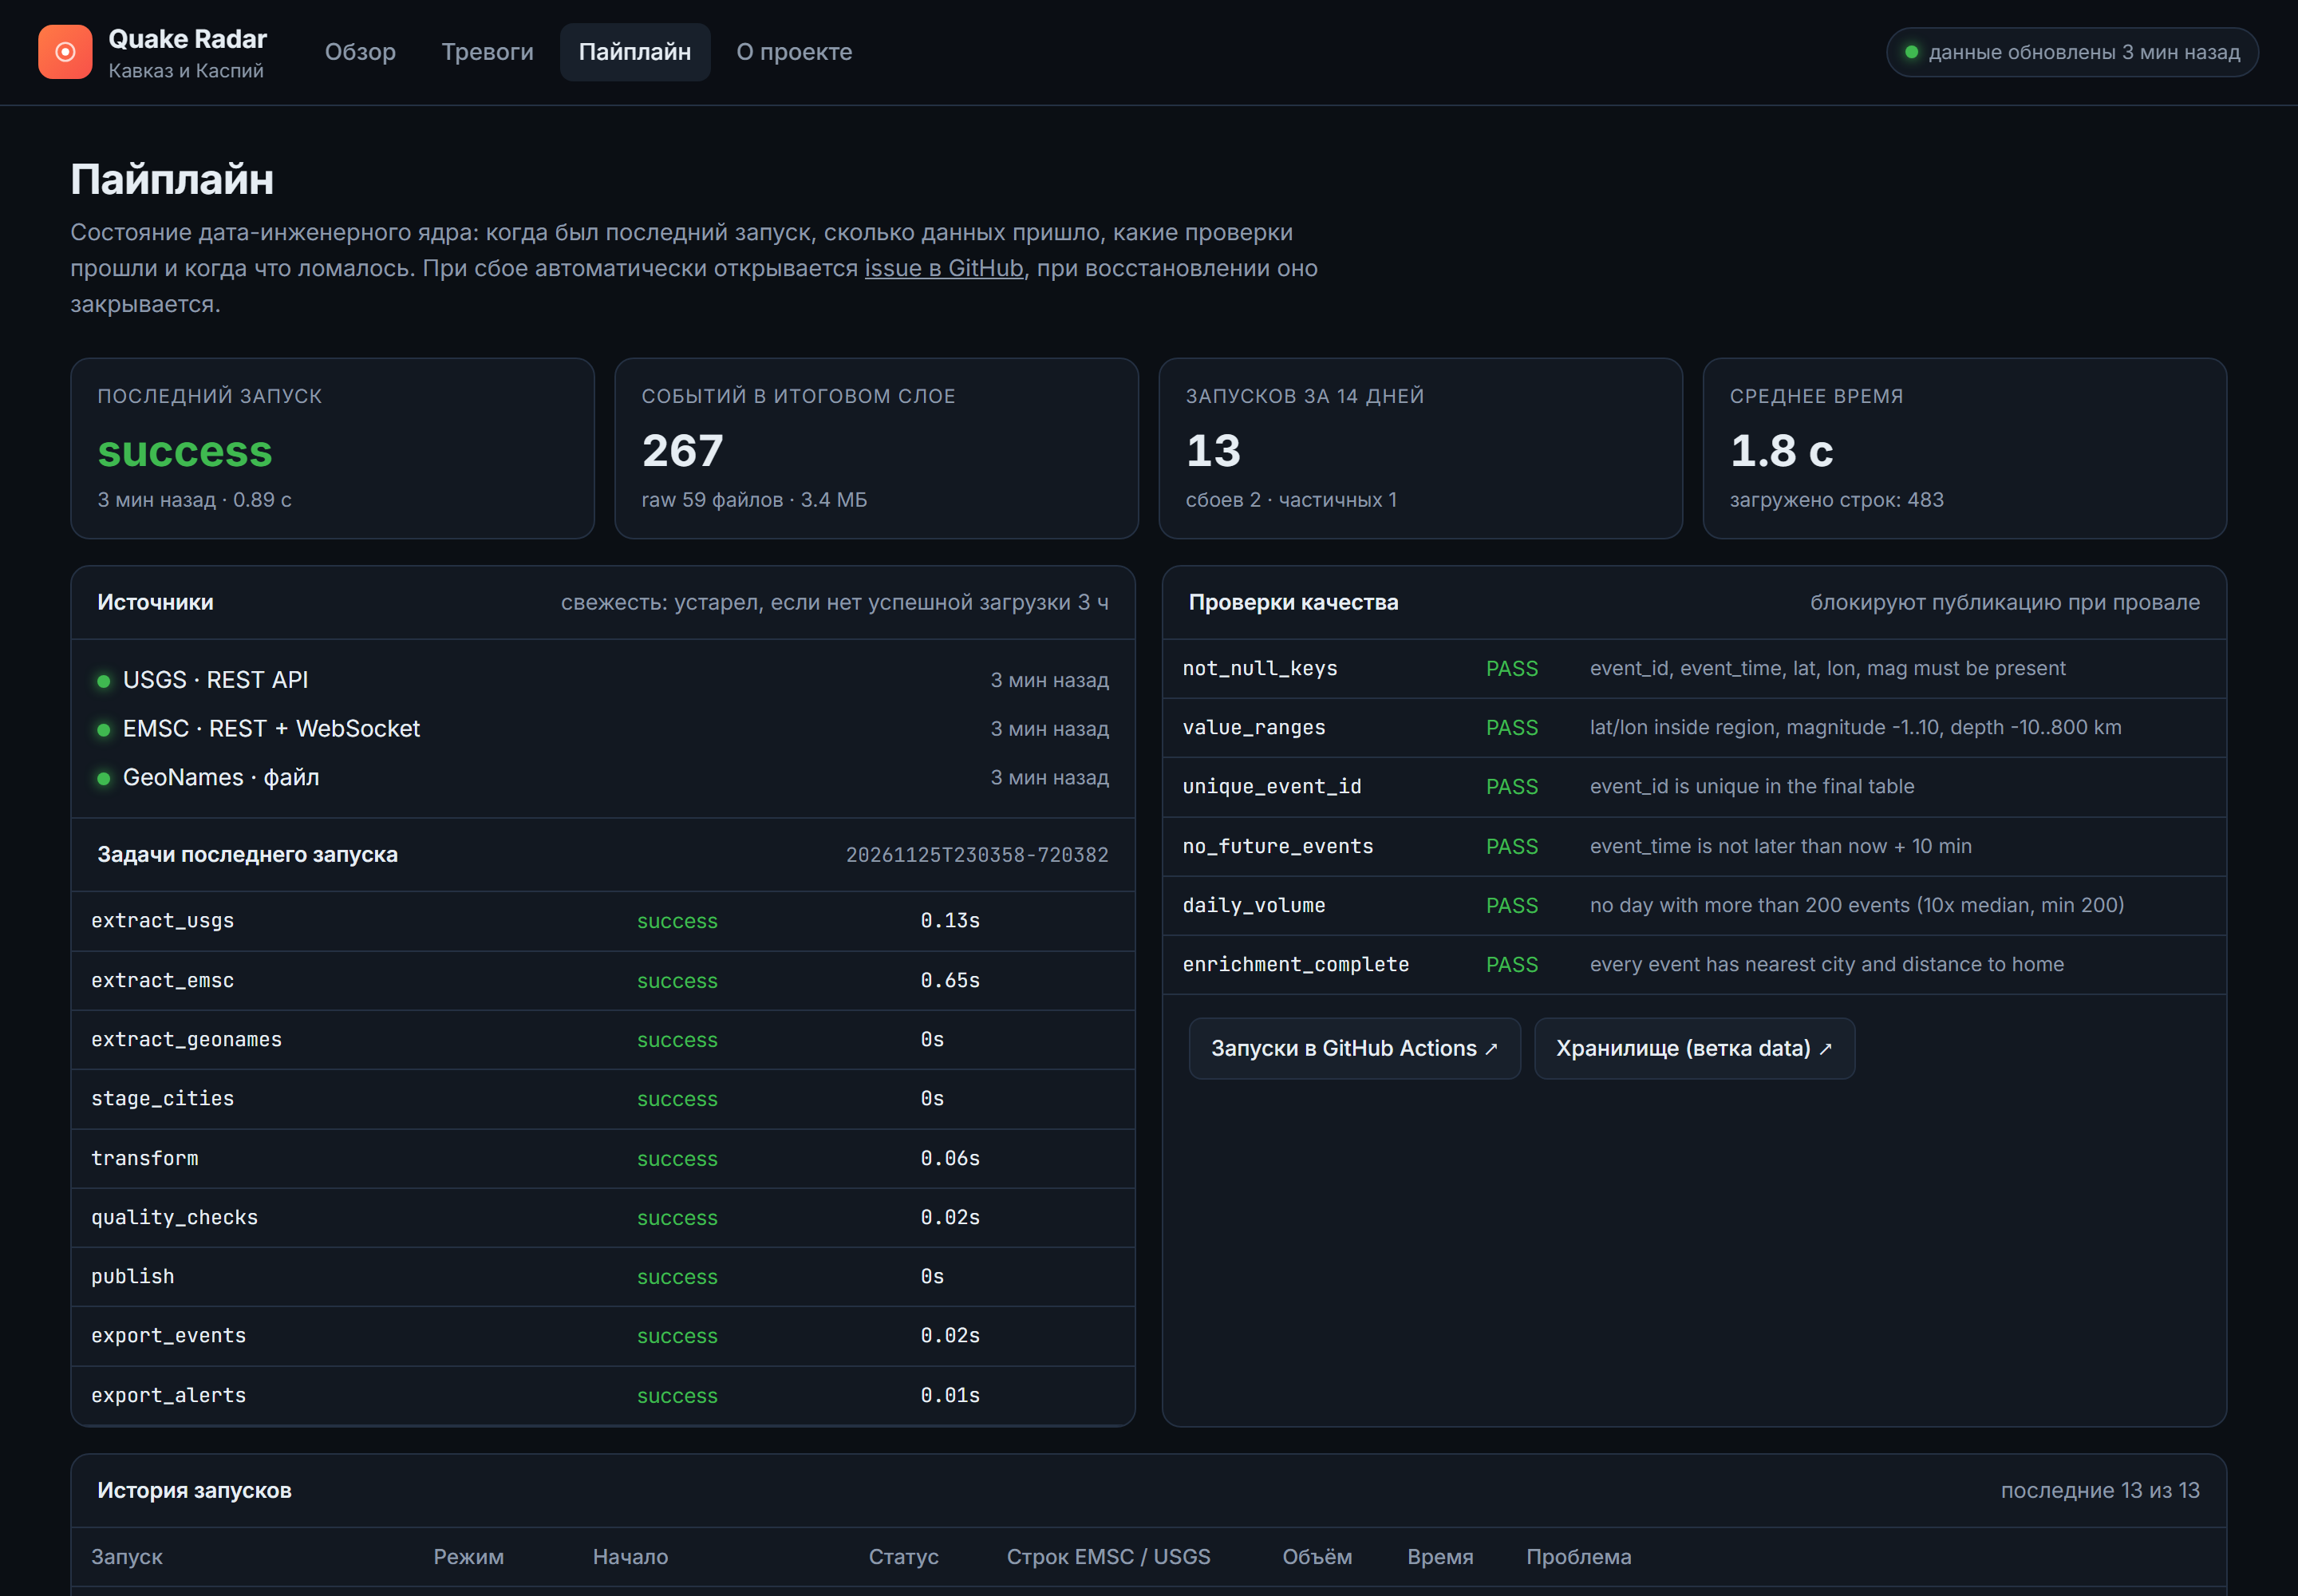 Quake Radar
Кавказ и Каспий
Обзор
Тревоги
Пайплайн
О проекте
данные обновлены 3 мин назад
Пайплайн
Состояние дата-инженерного ядра: когда был последний запуск, сколько данных пришло, какие проверки
прошли и когда что ломалось. При сбое автоматически открывается issue в GitHub, при восстановлении оно
закрывается.
ПОСЛЕДНИЙ ЗАПУСК
success
3 мин назад · 0.89 с
СОБЫТИЙ В ИТОГОВОМ СЛОЕ
267
raw 59 файлов · 3.4 МБ
ЗАПУСКОВ ЗА 14 ДНЕЙ
13
сбоев 2 · частичных 1
СРЕДНЕЕ ВРЕМЯ
1.8 с
загружено строк: 483
Источники
свежесть: устарел, если нет успешной загрузки 3 ч
USGS · REST API
3 мин назад
EMSC · REST + WebSocket
3 мин назад
GeoNames · файл
3 мин назад
Задачи последнего запуска
20261125T230358-720382
extract_usgs success 0.13s
extract_emsc success 0.65s
extract_geonames success 0s
stage_cities success 0s
transform success 0.06s
quality_checks success 0.02s
publish success 0s
export_events success 0.02s
export_alerts success 0.01s
Проверки качества
блокируют публикацию при провале
not_null_keys PASS event_id, event_time, lat, lon, mag must be present
value_ranges PASS lat/lon inside region, magnitude -1..10, depth -10..800 km
unique_event_id PASS event_id is unique in the final table
no_future_events PASS event_time is not later than now + 10 min
daily_volume PASS no day with more than 200 events (10x median, min 200)
enrichment_complete PASS every event has nearest city and distance to home
Запуски в GitHub Actions ↗
Хранилище (ветка data) ↗
История запусков
последние 13 из 13
Запуск Режим Начало Статус Строк EMSC / USGS Объём Время Проблема